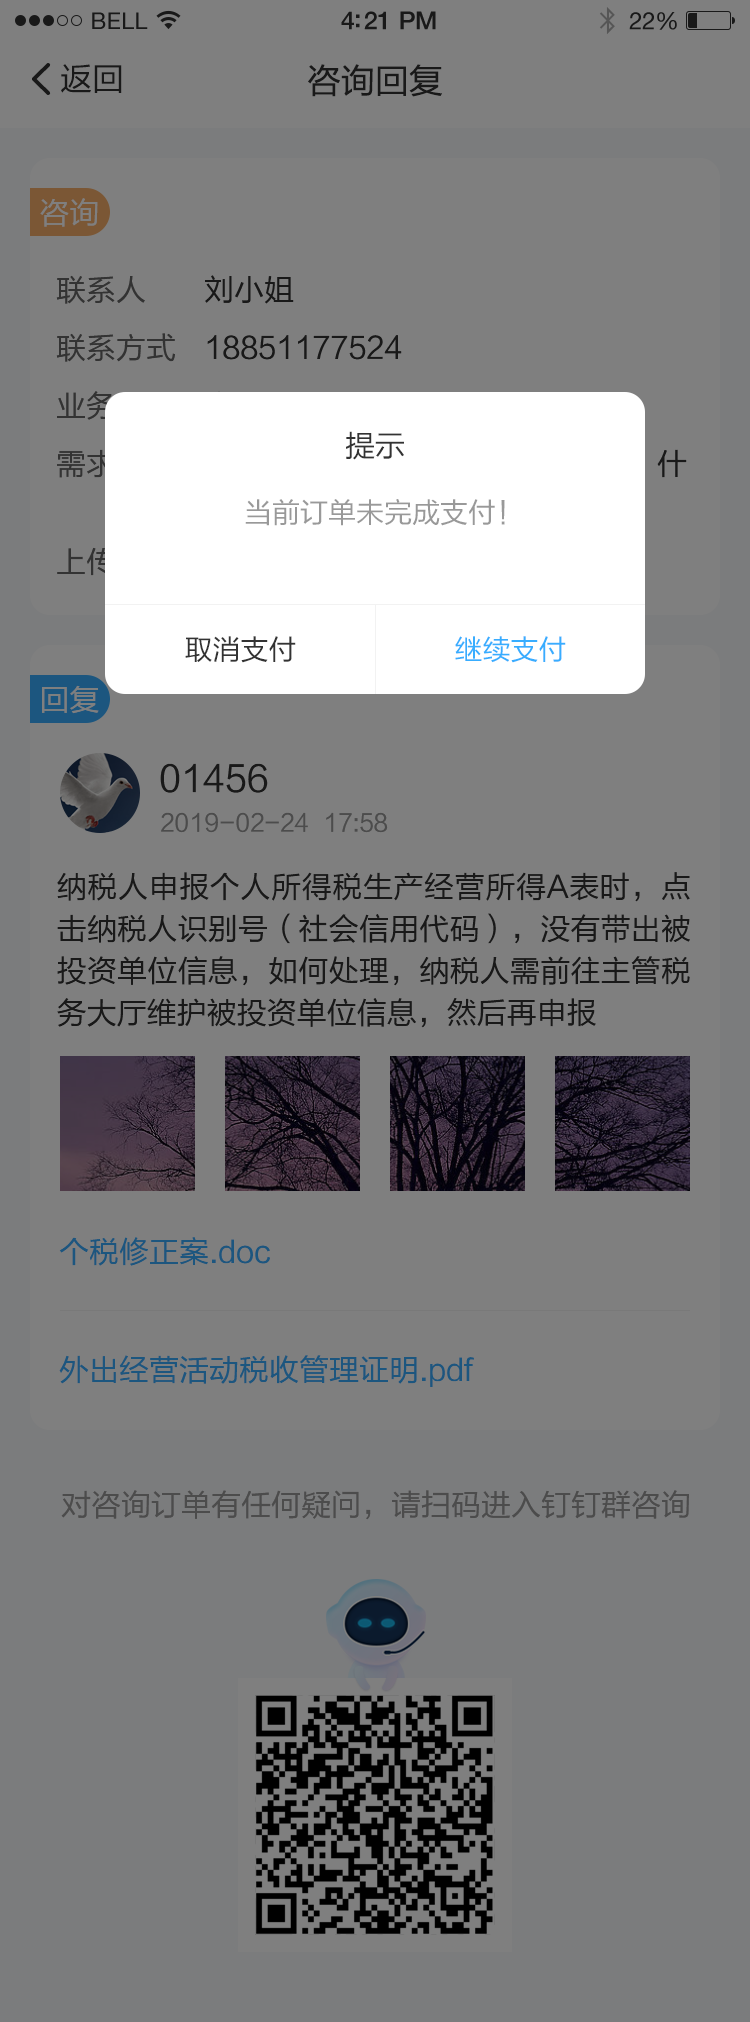 BELL 4:21 PM 22%
返回 咨询回复
咨询
联系人 刘小姐
联系方式 18851177524
业务
需求 什
上传
提示
当前订单未完成支付！
取消支付 继续支付
回复
01456
2019-02-24 17:58
纳税人申报个人所得税生产经营所得A表时，点
击纳税人识别号（社会信用代码），没有带出被
投资单位信息，如何处理，纳税人需前往主管税
务大厅维护被投资单位信息，然后再申报
个税修正案.doc
外出经营活动税收管理证明.pdf
对咨询订单有任何疑问，请扫码进入钉钉群咨询